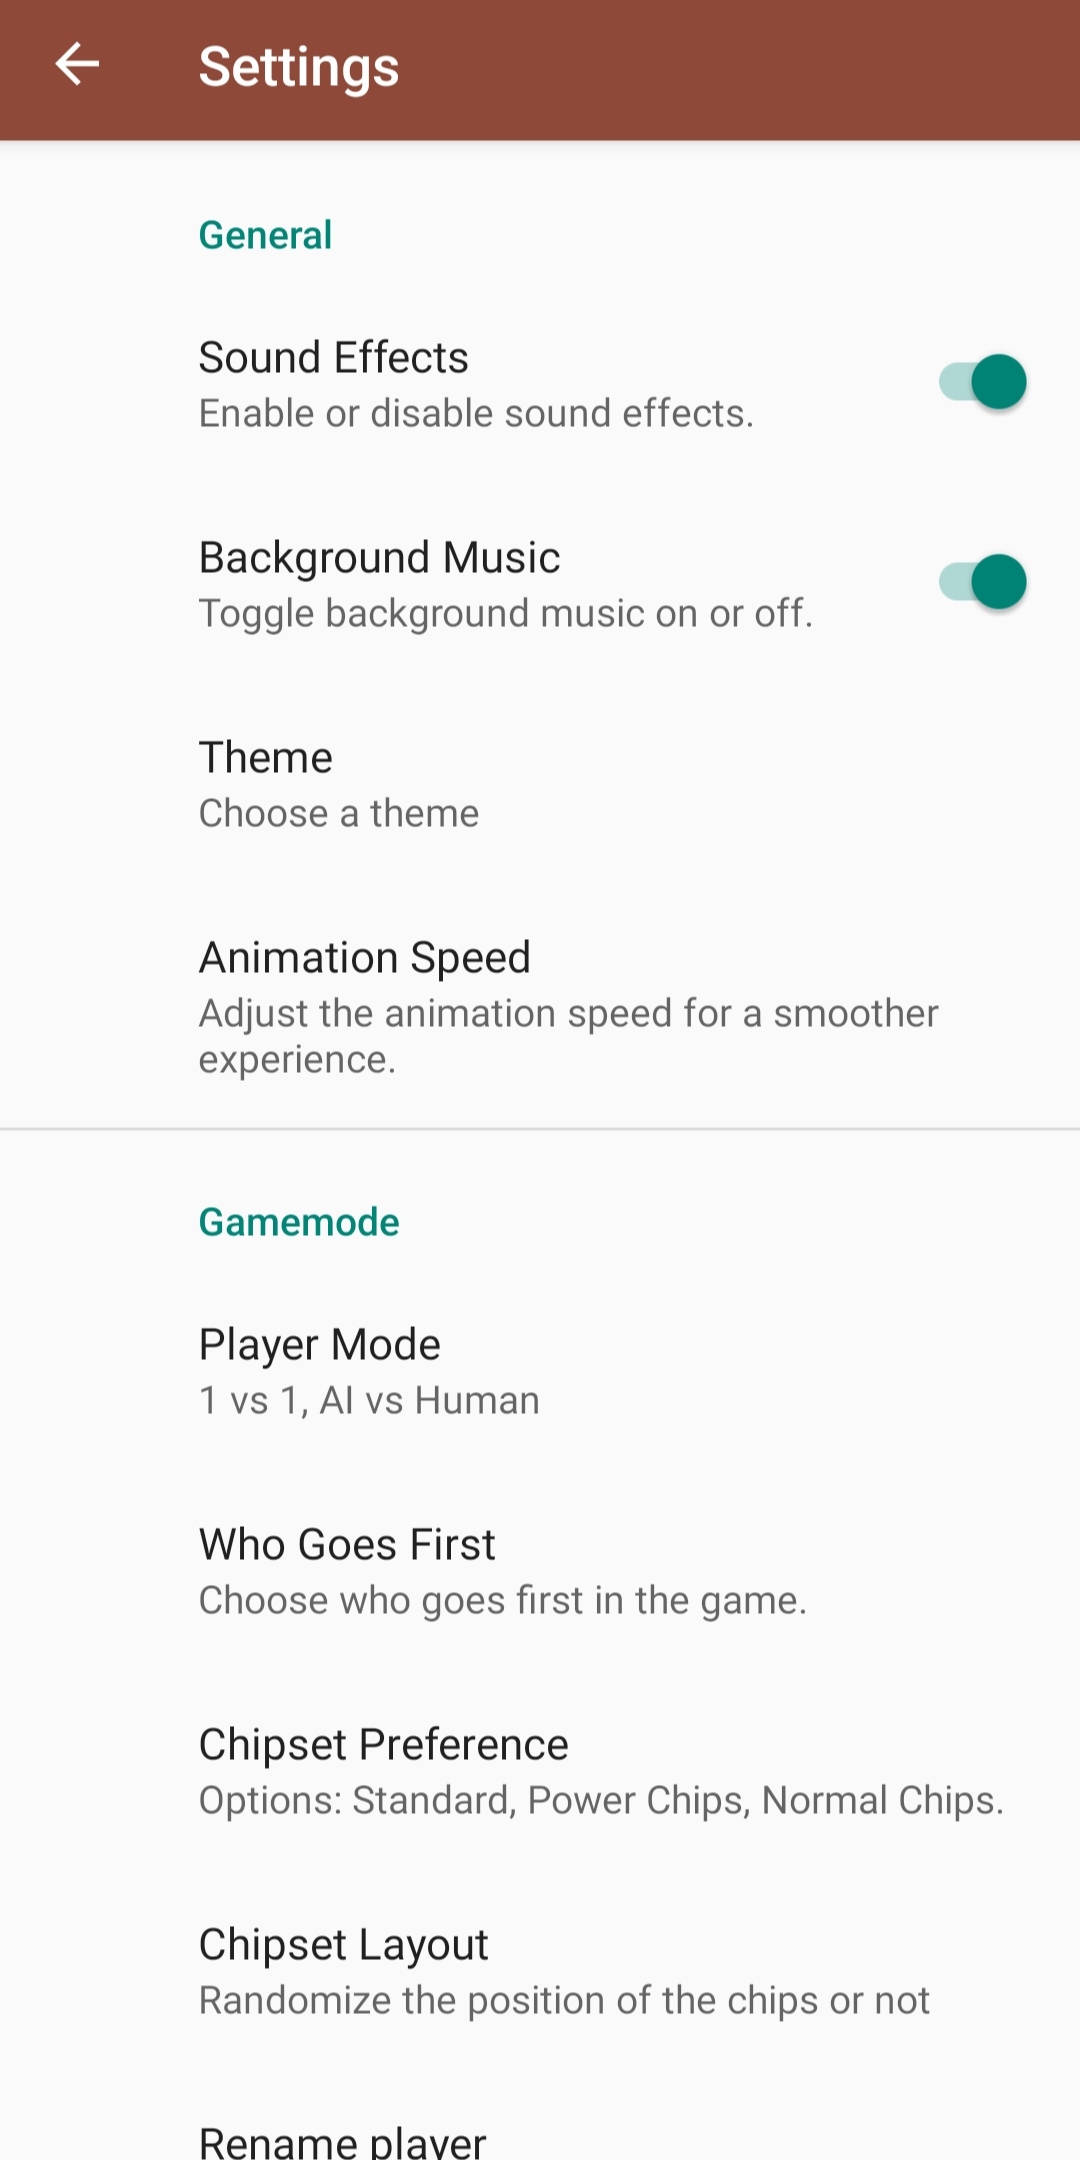 Settings
General
Sound Effects
Enable or disable sound effects.
Background Music
Toggle background music on or off.
Theme
Choose a theme
Animation Speed
Adjust the animation speed for a smoother
experience.
Gamemode
Player Mode
1 vs 1, AI vs Human
Who Goes First
Choose who goes first in the game.
Chipset Preference
Options: Standard, Power Chips, Normal Chips.
Chipset Layout
Randomize the position of the chips or not
Rename player